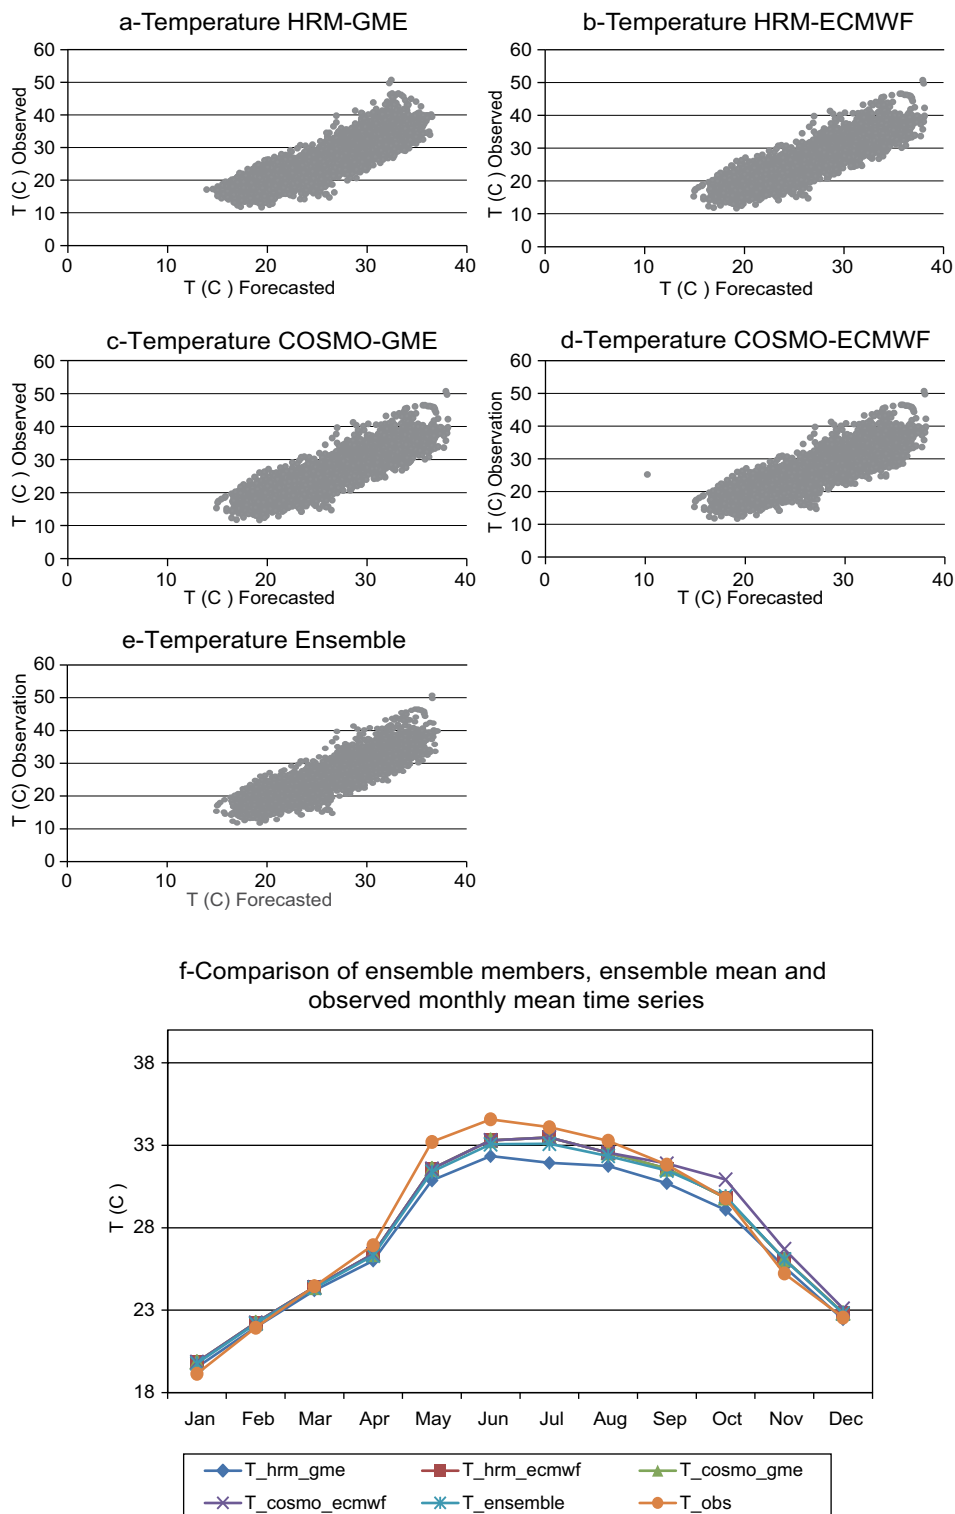 a-Temperature HRM-GME
60
50
40
30
20
10
0
T (C ) Observed
0 10 20 30 40
T (C ) Forecasted
b-Temperature HRM-ECMWF
60
50
40
30
20
10
0
T (C ) Observed
0 10 20 30 40
T (C ) Forecasted
c-Temperature COSMO-GME
60
50
40
30
20
10
0
T (C ) Observed
0 10 20 30 40
T (C ) Forecasted
d-Temperature COSMO-ECMWF
60
50
40
30
20
10
0
T (C) Observation
0 10 20 30 40
T (C) Forecasted
e-Temperature Ensemble
60
50
40
30
20
10
0
T (C) Observation
0 10 20 30 40
T (C) Forecasted
f-Comparison of ensemble members, ensemble mean and
observed monthly mean time series
38
33
28
23
18
T (C )
Jan Feb Mar Apr May Jun Jul Aug Sep Oct Nov Dec
T_hrm_gme T_hrm_ecmwf T_cosmo_gme
T_cosmo_ecmwf T_ensemble T_obs